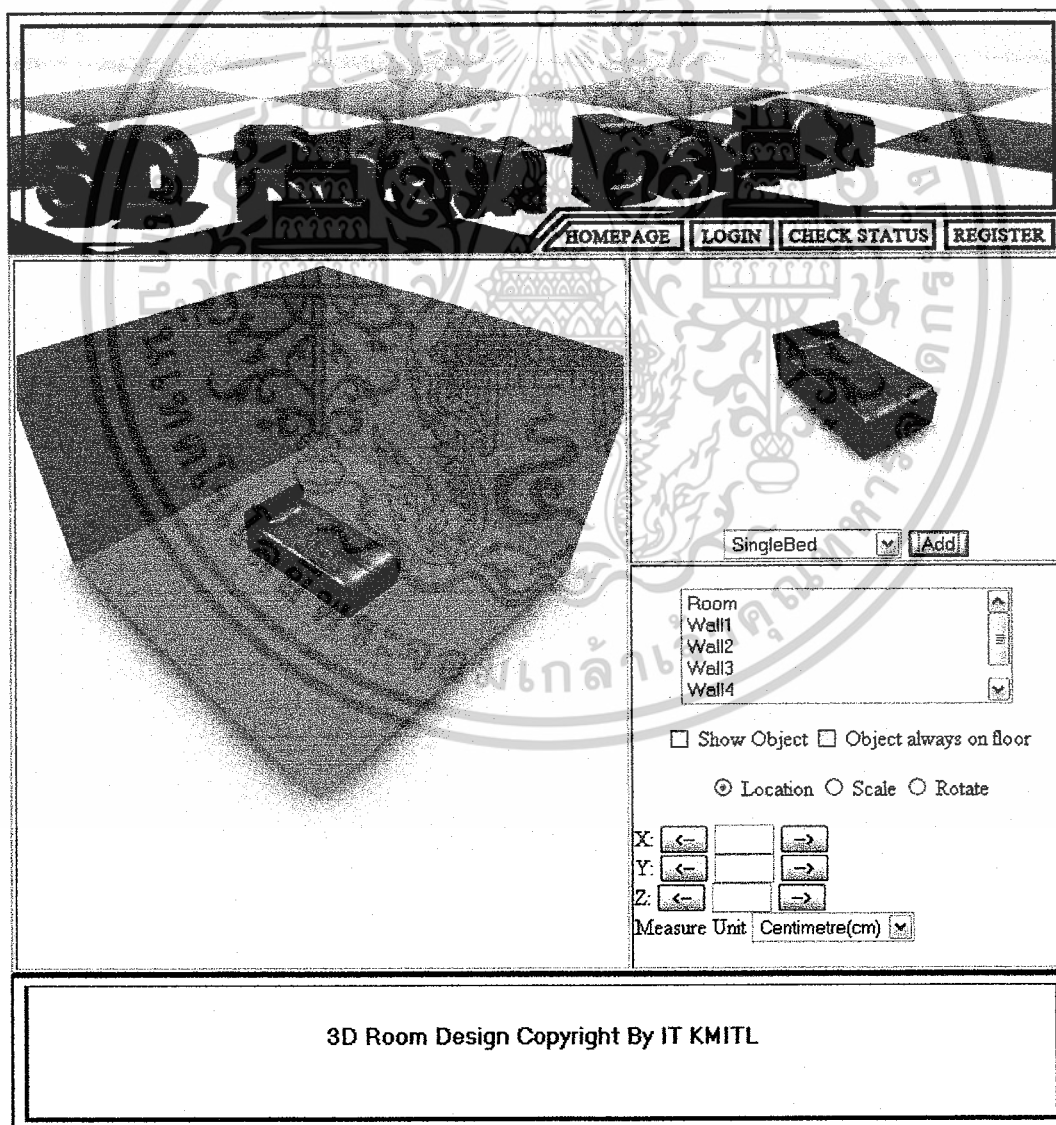 HOMEPAGE LOGIN CHECK STATUS REGISTER
SingleBed Add
Room
Wall1
Wall2
Wall3
Wall4
Show Object Object always on floor
Location Scale Rotate
X: <-- -->
Y: <-- -->
Z: <-- -->
Measure Unit Centimetre(cm)
3D Room Design Copyright By IT KMITL